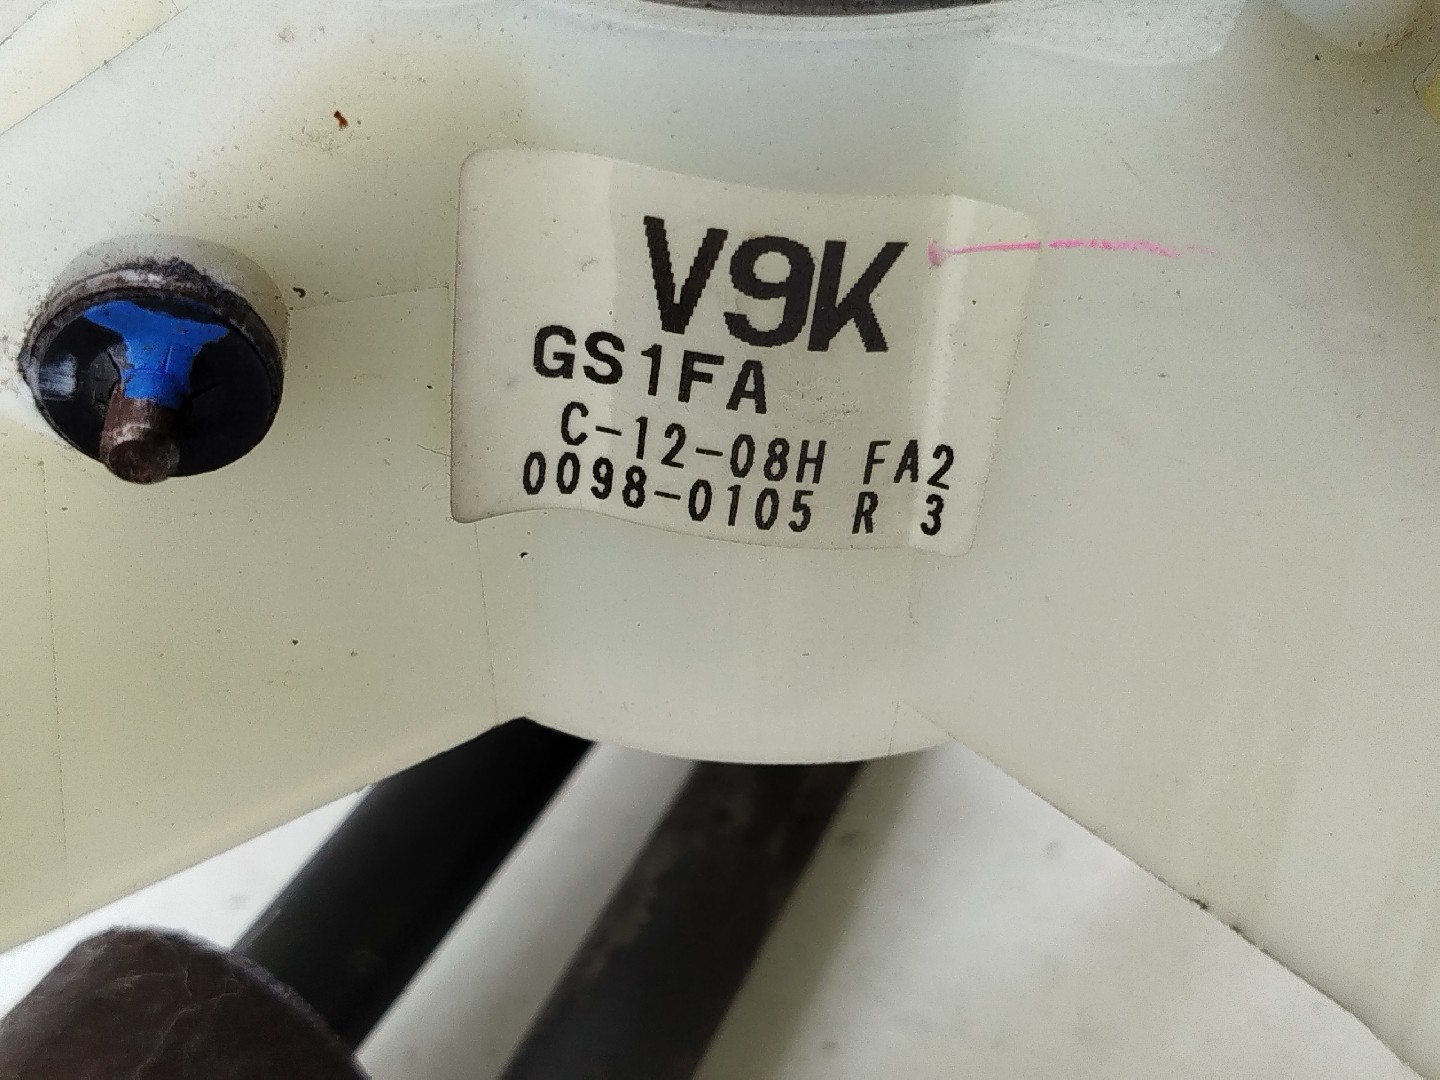 V9K
GS1FA
C-12-08H FA2
0098-0105 R 3